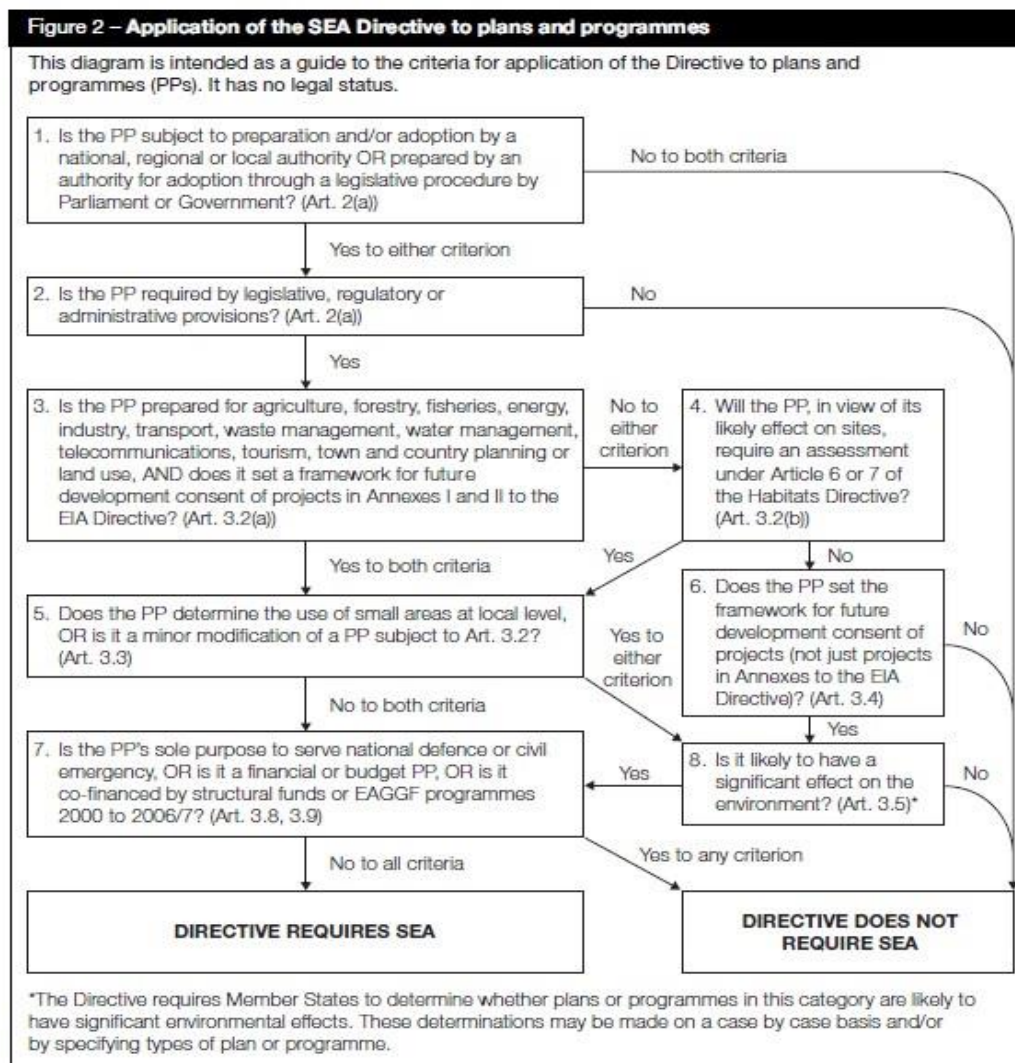 Figure 2 – Application of the SEA Directive to plans and programmes
This diagram is intended as a guide to the criteria for application of the Directive to plans and
programmes (PPs). It has no legal status.
1. Is the PP subject to preparation and/or adoption by a
national, regional or local authority OR prepared by an
authority for adoption through a legislative procedure by
Parliament or Government? (Art. 2(a))
No to both criteria
Yes to either criterion
2. Is the PP required by legislative, regulatory or
administrative provisions? (Art. 2(a))
No
Yes
3. Is the PP prepared for agriculture, forestry, fisheries, energy,
industry, transport, waste management, water management,
telecommunications, tourism, town and country planning or
land use, AND does it set a framework for future
development consent of projects in Annexes I and II to the
EIA Directive? (Art. 3.2(a))
No to
either
criterion
4. Will the PP, in view of its
likely effect on sites,
require an assessment
under Article 6 or 7 of
the Habitats Directive?
(Art. 3.2(b))
Yes to both criteria
Yes
No
5. Does the PP determine the use of small areas at local level,
OR is it a minor modification of a PP subject to Art. 3.2?
(Art. 3.3)
Yes to
either
criterion
6. Does the PP set the
framework for future
development consent of
projects (not just projects
in Annexes to the EIA
Directive)? (Art. 3.4)
No
No to both criteria
Yes
7. Is the PP's sole purpose to serve national defence or civil
emergency, OR is it a financial or budget PP, OR is it
co-financed by structural funds or EAGGF programmes
2000 to 2006/7? (Art. 3.8, 3.9)
Yes
8. Is it likely to have a
significant effect on the
environment? (Art. 3.5)*
No
No to all criteria
Yes to any criterion
DIRECTIVE REQUIRES SEA
DIRECTIVE DOES NOT
REQUIRE SEA
*The Directive requires Member States to determine whether plans or programmes in this category are likely to
have significant environmental effects. These determinations may be made on a case by case basis and/or
by specifying types of plan or programme.